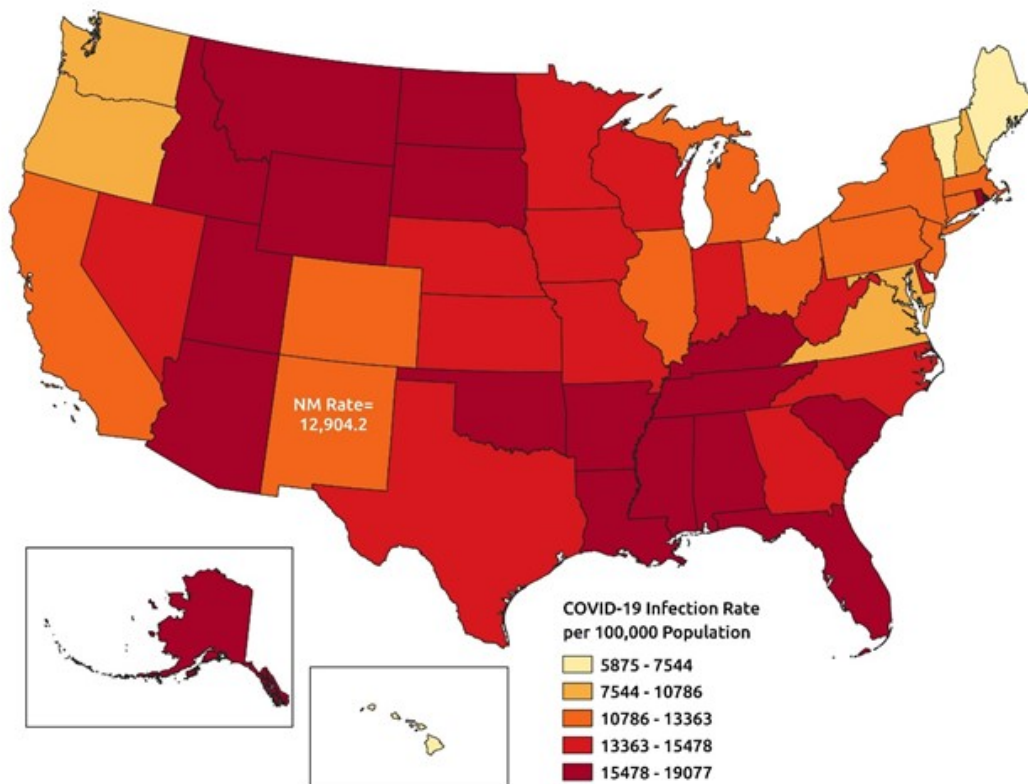 NM Rate=
12,904.2
COVID-19 Infection Rate
per 100,000 Population
5875 - 7544
7544 - 10786
10786 - 13363
13363 - 15478
15478 - 19077